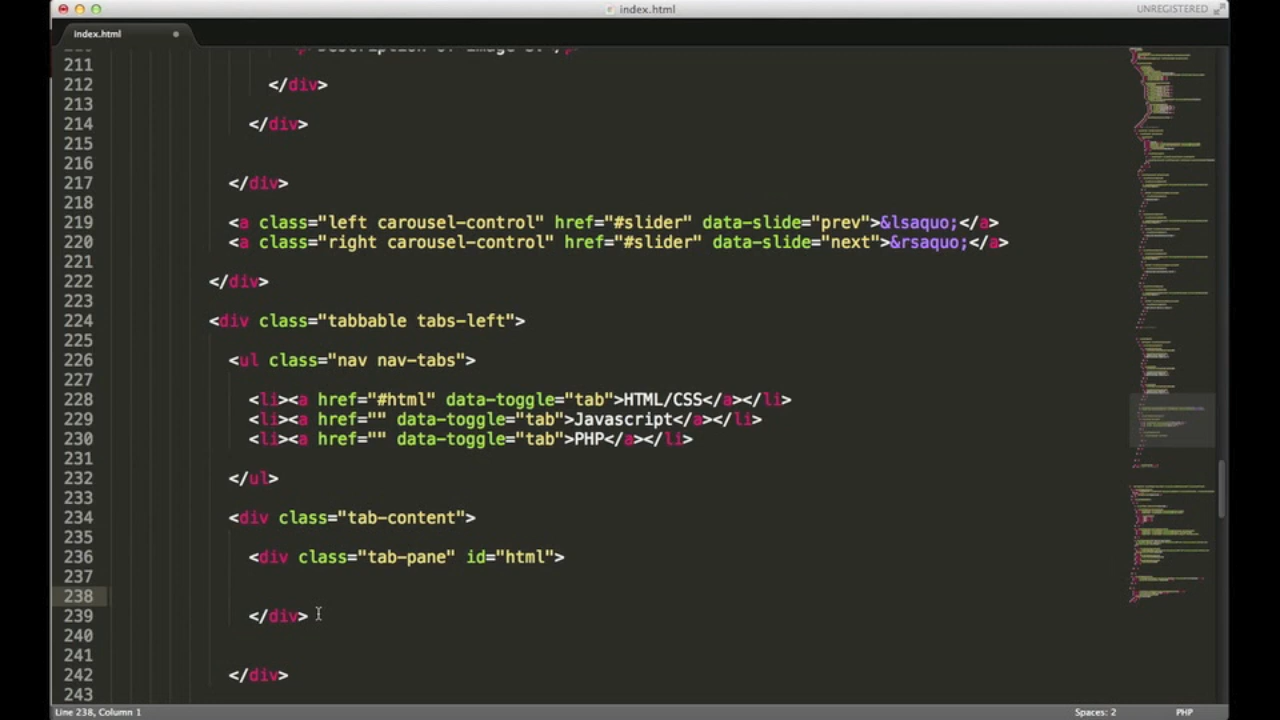 index.html
UNREGISTERED
index.html
211
212 </div>
213
214 </div>
215
216
217 </div>
218
219 <a class="left carousel-control" href="#slider" data-slide="prev">&lsaquo;</a>
220 <a class="right carousel-control" href="#slider" data-slide="next">&rsaquo;</a>
221
222 </div>
223
224 <div class="tabbable tabs-left">
225
226 <ul class="nav nav-tabs">
227
228 <li><a href="#html" data-toggle="tab">HTML/CSS</a></li>
229 <li><a href="" data-toggle="tab">Javascript</a></li>
230 <li><a href="" data-toggle="tab">PHP</a></li>
231
232 </ul>
233
234 <div class="tab-content">
235
236 <div class="tab-pane" id="html">
237
238
239 </div>
240
241
242 </div>
243
Line 238, Column 1
Spaces: 2
PHP